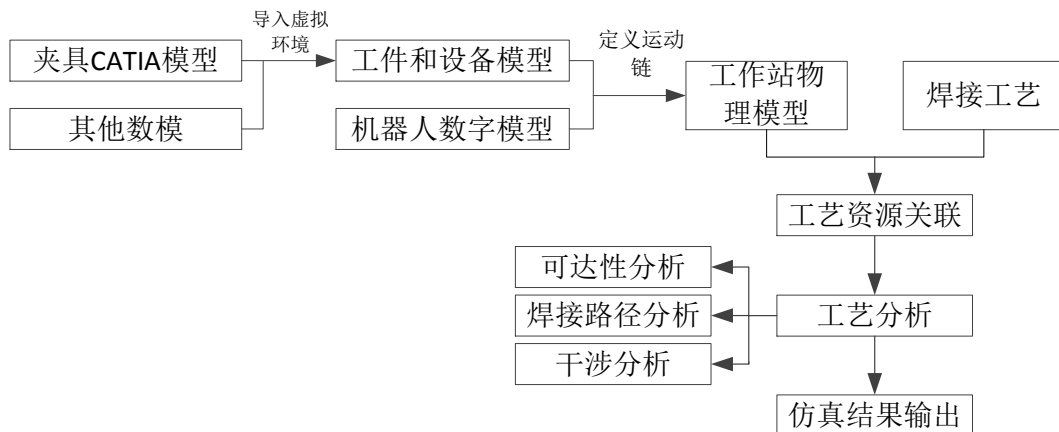 导入虚拟
环境
夹具CATIA模型
其他数模
工件和设备模型
机器人数字模型
定义运动
链
工作站物
理模型
焊接工艺
工艺资源关联
可达性分析
焊接路径分析
干涉分析
工艺分析
仿真结果输出